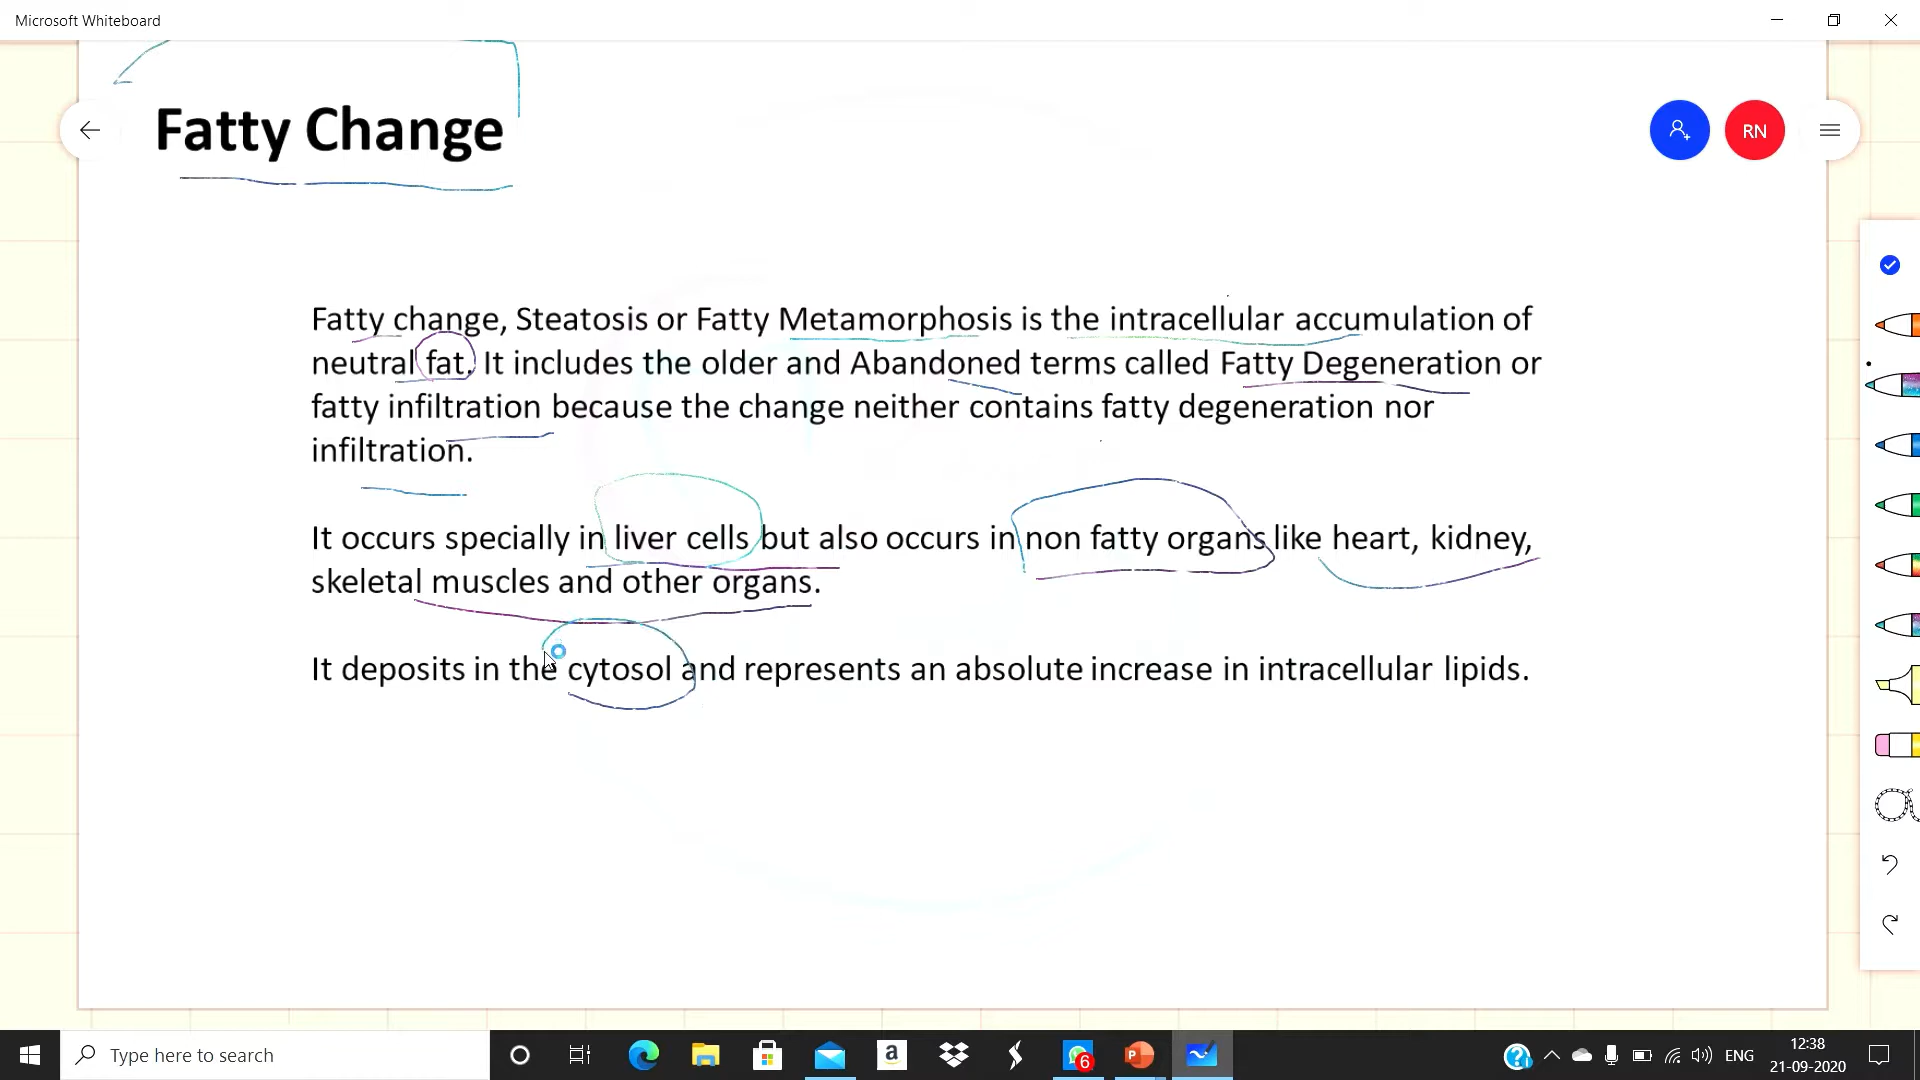 Microsoft Whiteboard
Fatty Change
RN
Fatty change, Steatosis or Fatty Metamorphosis is the intracellular accumulation of
neutral fat. It includes the older and Abandoned terms called Fatty Degeneration or
fatty infiltration because the change neither contains fatty degeneration nor
infiltration.
It occurs specially in liver cells but also occurs in non fatty organs like heart, kidney,
skeletal muscles and other organs.
It deposits in the cytosol and represents an absolute increase in intracellular lipids.
Type here to search
a
6
P
ENG
12:38
21-09-2020